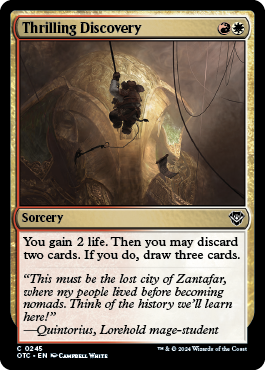 Thrilling Discovery
Sorcery
You gain 2 life. Then you may discard
two cards. If you do, draw three cards.
“This must be the lost city of Zantafar,
where my people lived before becoming
nomads. Think of the history we’ll learn
here!”
—Quintorius, Lorehold mage-student
C 0245
OTC • EN CAMPBELL WHITE
™ & © 2024 Wizards of the Coast